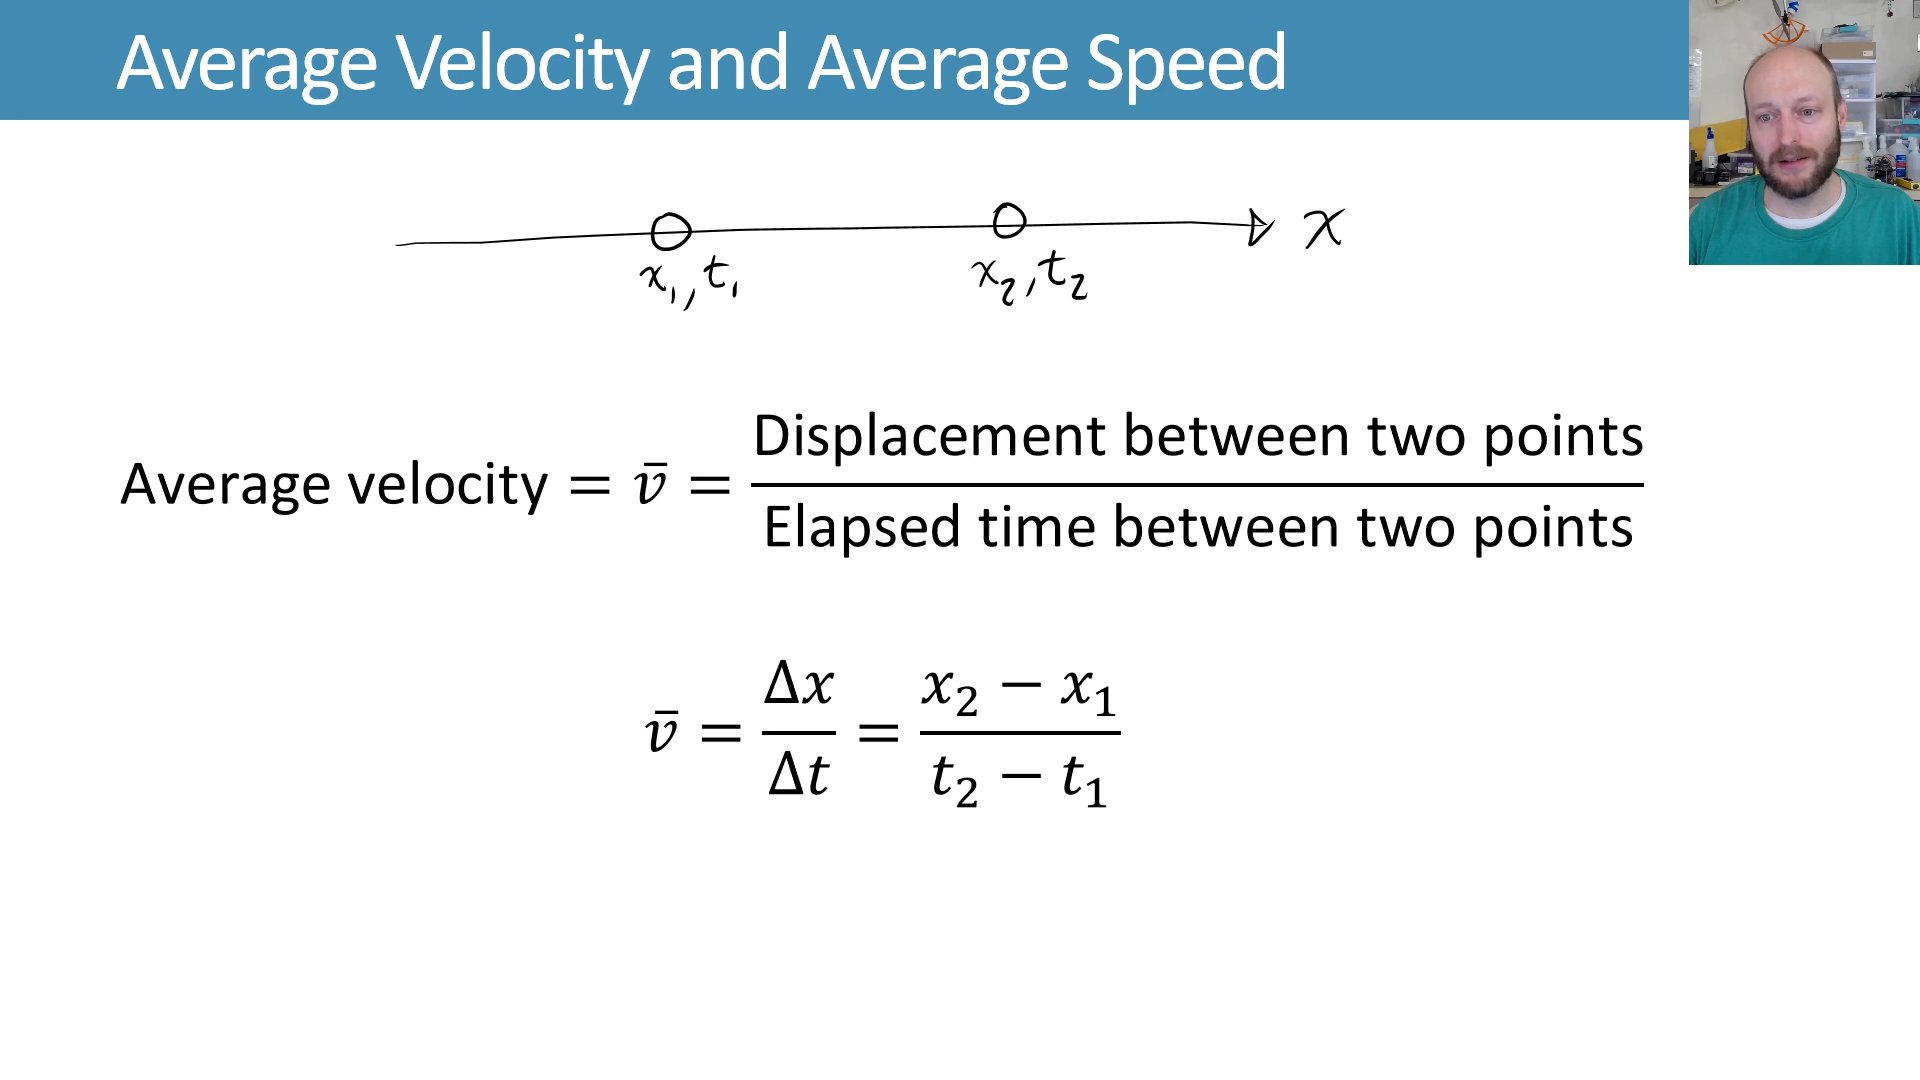 Average Velocity and Average Speed
x
x₁, t₁
x₂, t₂
Average velocity = v̄ = Displacement between two points / Elapsed time between two points
v̄ = Δx / Δt = x₂ − x₁ / t₂ − t₁